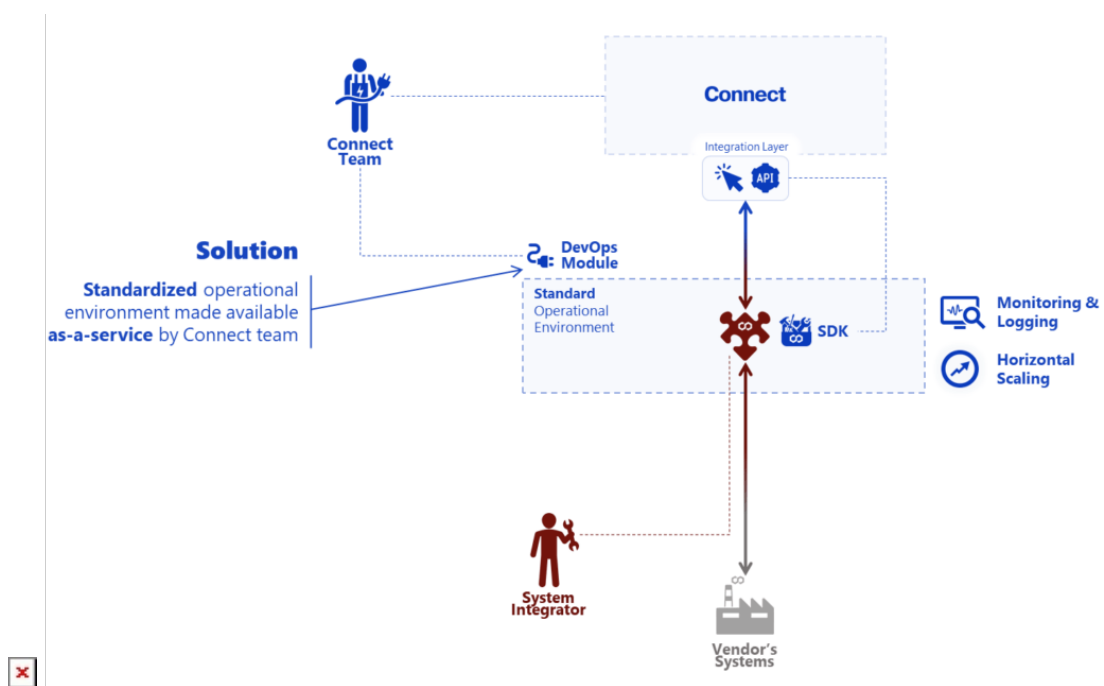 Connect
Integration Layer
API
Connect
Team
Solution
Standardized operational
environment made available
as-a-service by Connect team
DevOps
Module
Standard
Operational
Environment
SDK
Monitoring &
Logging
Horizontal
Scaling
System
Integrator
Vendor's
Systems